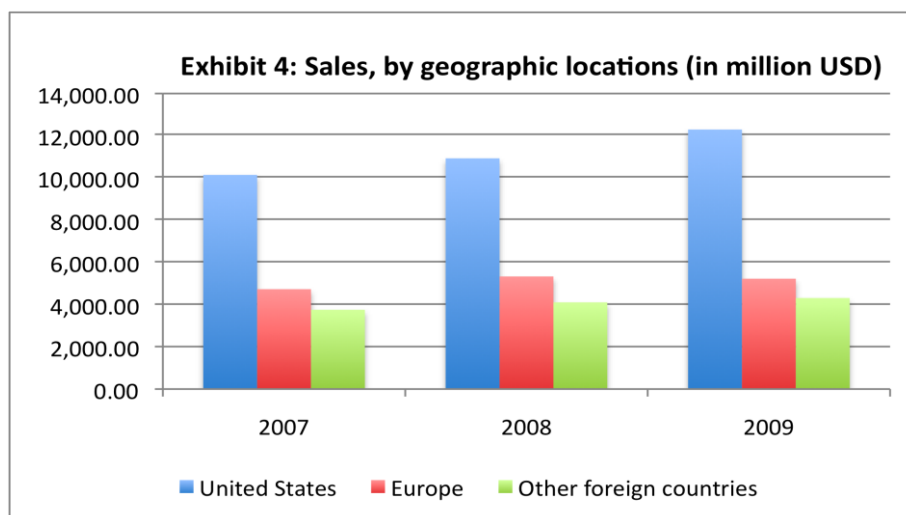 Exhibit 4: Sales, by geographic locations (in million USD)
14,000.00
12,000.00
10,000.00
8,000.00
6,000.00
4,000.00
2,000.00
0.00
2007 2008 2009
United States Europe Other foreign countries